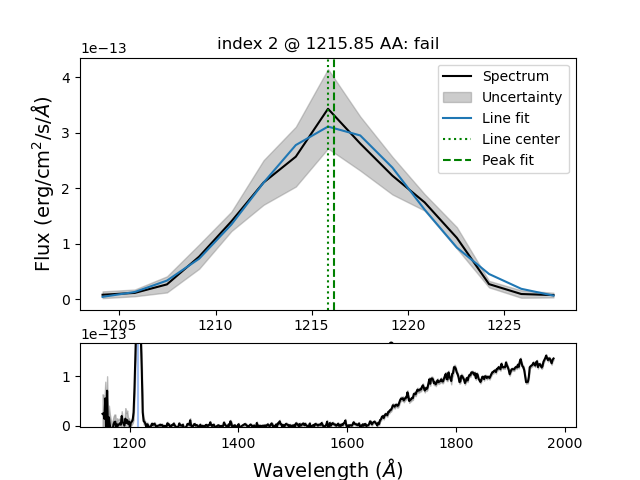 index 2 @ 1215.85 AA: fail
1e−13
Flux (erg/cm²/s/Å)
4
3
2
1
0
Spectrum
Uncertainty
Line fit
Line center
Peak fit
1205 1210 1215 1220 1225
1e−13
1
0
1200 1400 1600 1800 2000
Wavelength (Å)